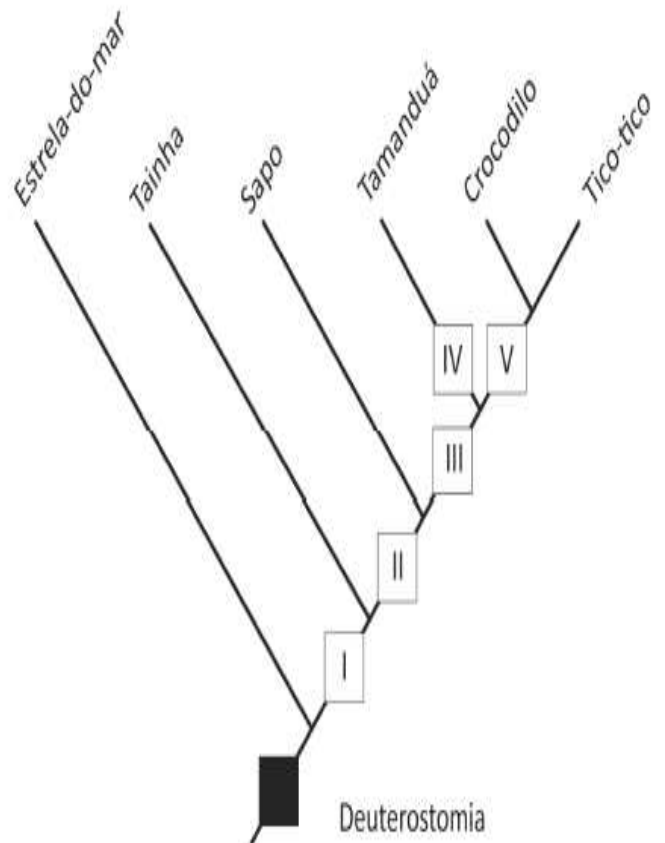 Estrela-do-mar
Tainha
Sapo
Tamanduá
Crocodilo
Tico-tico
IV
V
III
II
I
Deuterostomia